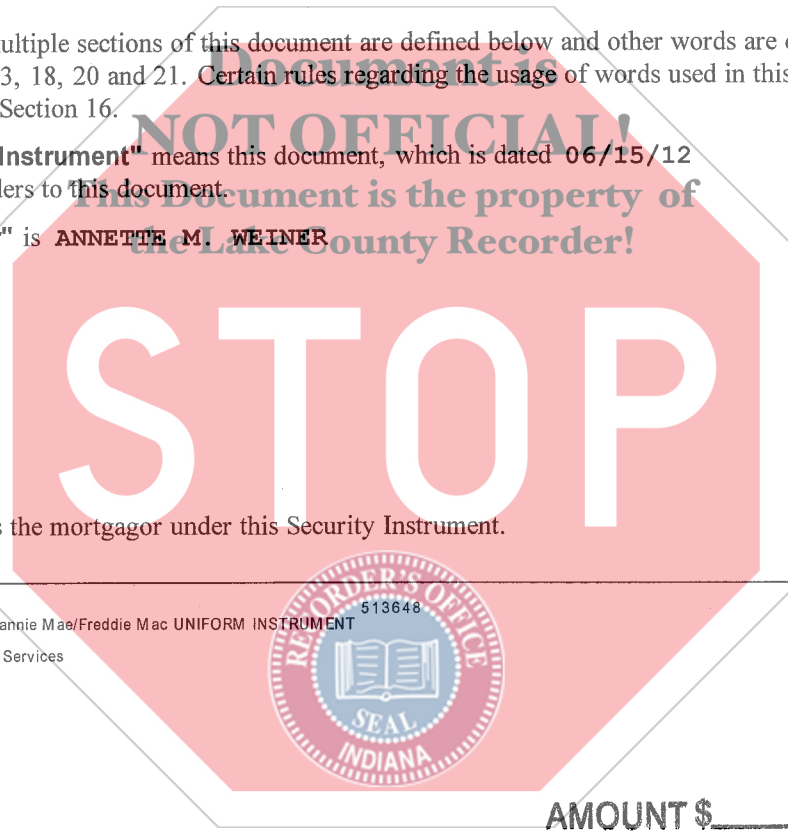 ultiple sections of this document are defined below and other words are
Document is
3, 18, 20 and 21. Certain rules regarding the usage of words used in this
Section 16.
NOT OFFICIAL!
Instrument" means this document, which is dated 06/15/12
lers to this document.
This Document is the property of
" is ANNETTE M. WEINER
the Lake County Recorder!
STOP
s the mortgagor under this Security Instrument.
513648
annie Mae/Freddie Mac UNIFORM INSTRUMENT
Services
RECORDER'S OFFICE
SEAL
INDIANA
AMOUNT $